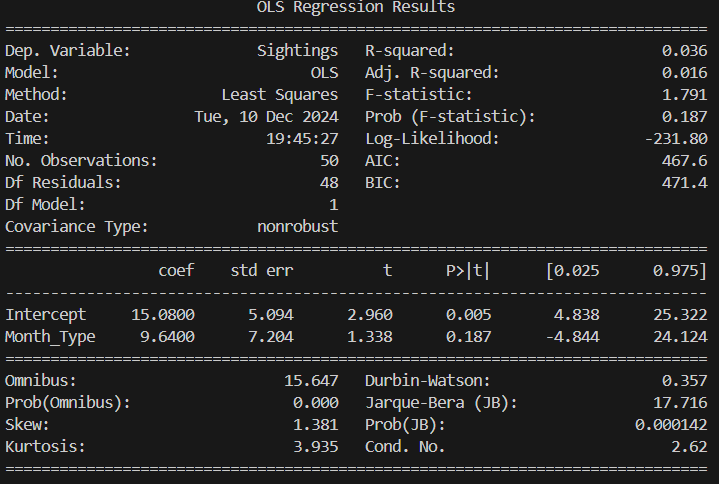 OLS Regression Results
==============================================================================
Dep. Variable:              Sightings   R-squared:                       0.036
Model:                            OLS   Adj. R-squared:                  0.016
Method:                 Least Squares   F-statistic:                     1.791
Date:                Tue, 10 Dec 2024   Prob (F-statistic):              0.187
Time:                        19:45:27   Log-Likelihood:                -231.80
No. Observations:                  50   AIC:                             467.6
Df Residuals:                      48   BIC:                             471.4
Df Model:                           1
Covariance Type:            nonrobust
==============================================================================
                 coef    std err          t      P>|t|      [0.025      0.975]
------------------------------------------------------------------------------
Intercept     15.0800      5.094      2.960      0.005       4.838      25.322
Month_Type     9.6400      7.204      1.338      0.187      -4.844      24.124
==============================================================================
Omnibus:                       15.647   Durbin-Watson:                   0.357
Prob(Omnibus):                  0.000   Jarque-Bera (JB):               17.716
Skew:                           1.381   Prob(JB):                     0.000142
Kurtosis:                       3.935   Cond. No.                         2.62
==============================================================================